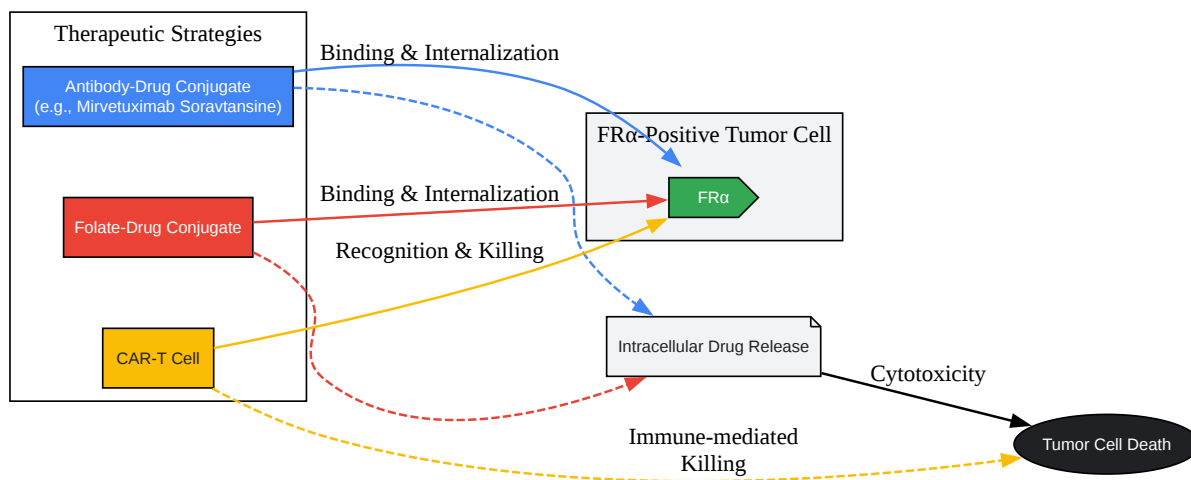 Therapeutic Strategies
Binding & Internalization
Antibody-Drug Conjugate
(e.g., Mirvetuximab Soravtansine)
FRα-Positive Tumor Cell
Binding & Internalization
FRα
Folate-Drug Conjugate
Recognition & Killing
Intracellular Drug Release
CAR-T Cell
Cytotoxicity
Immune-mediated
Killing
Tumor Cell Death